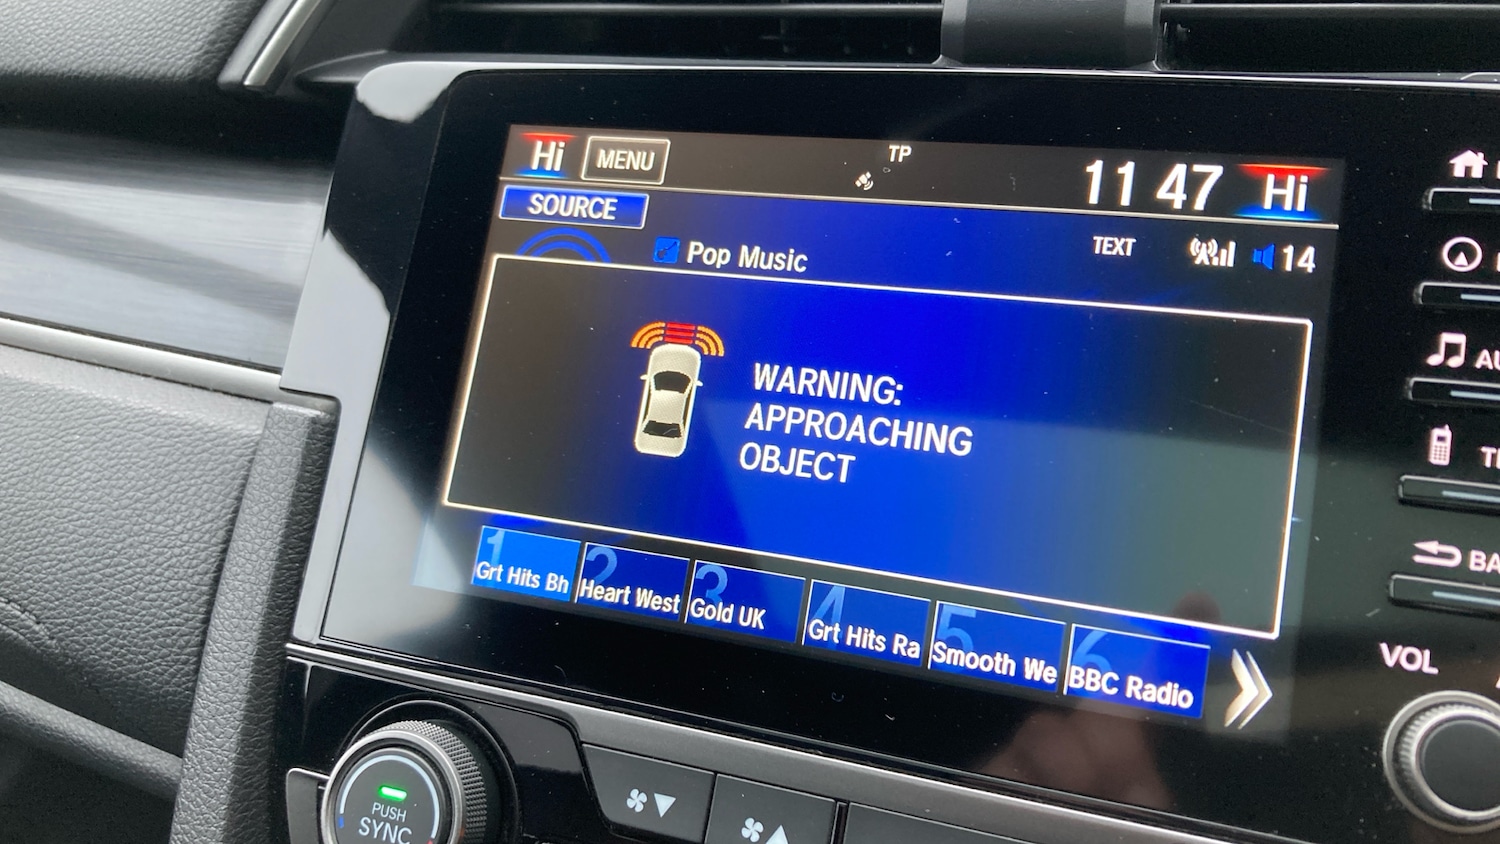 Hi MENU TP 11 47 Hi
SOURCE
Pop Music TEXT 14
WARNING:
APPROACHING
OBJECT
1 2 3 4 5 6
Grt Hits Bh Heart West Gold UK Grt Hits Ra Smooth We BBC Radio
VOL
PUSH
SYNC